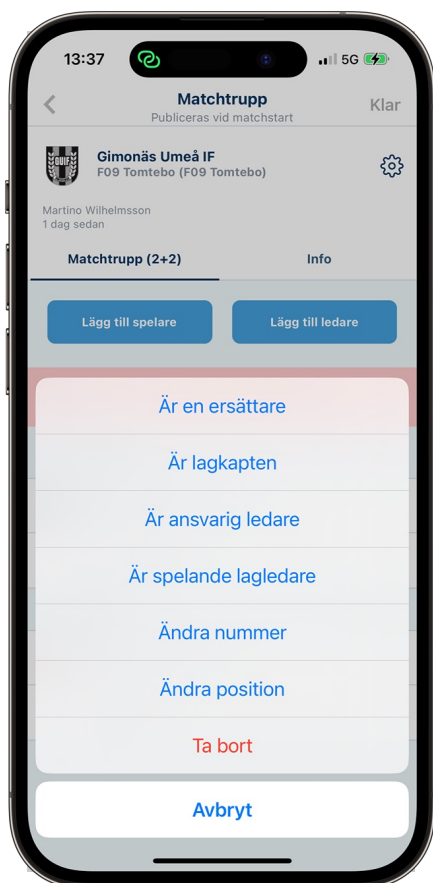 13:37
5G
Matchtrupp
Klar
Publiceras vid matchstart
GUIF
Gimonäs Umeå IF
F09 Tomtebo (F09 Tomtebo)
Martino Wilhelmsson
1 dag sedan
Matchtrupp (2+2)
Info
Lägg till spelare
Lägg till ledare
Är en ersättare
Är lagkapten
Är ansvarig ledare
Är spelande lagledare
Ändra nummer
Ändra position
Ta bort
Avbryt